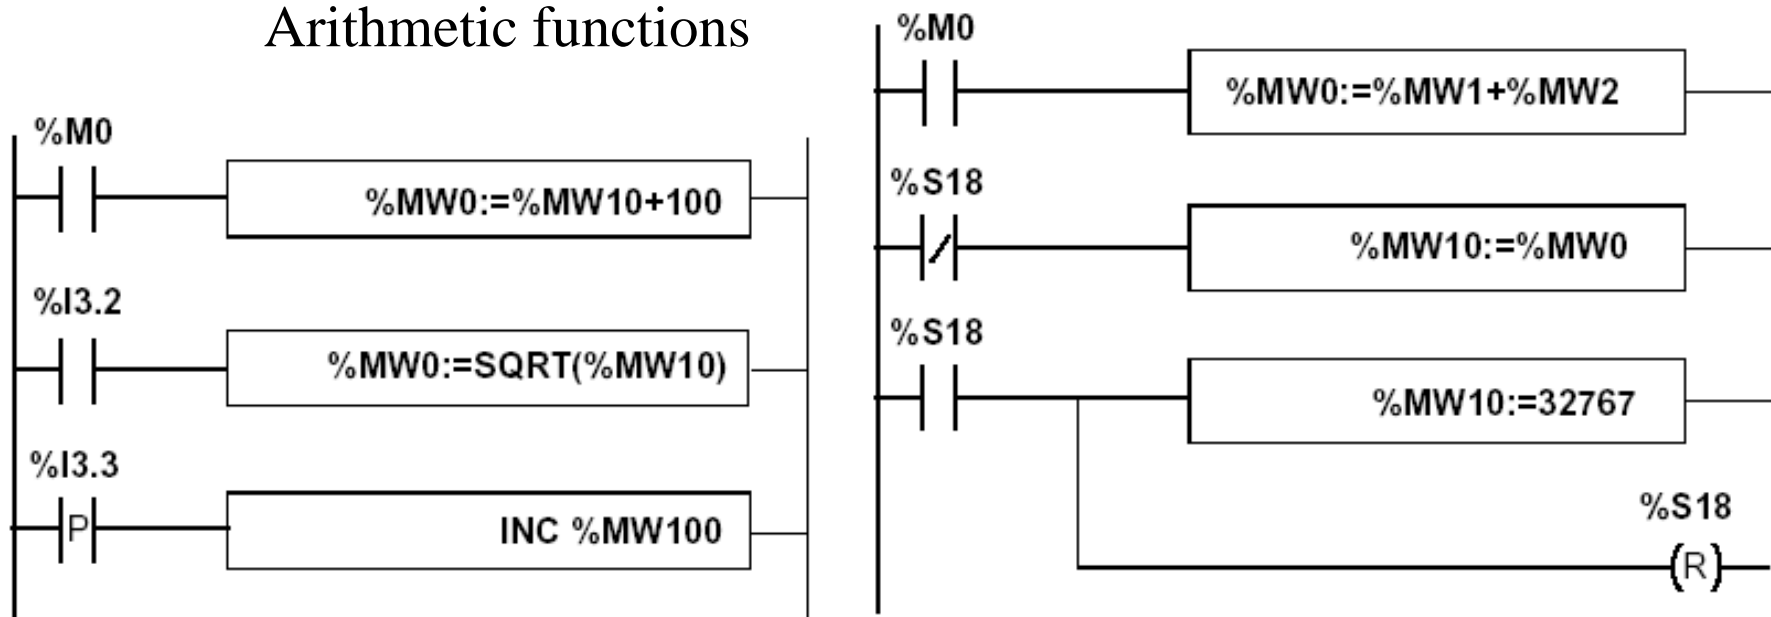 Arithmetic functions
%M0
%MW0:=%MW10+100
%I3.2
%MW0:=SQRT(%MW10)
%I3.3
P
INC %MW100
%M0
%MW0:=%MW1+%MW2
%S18
%MW10:=%MW0
%S18
%MW10:=32767
%S18
(R)